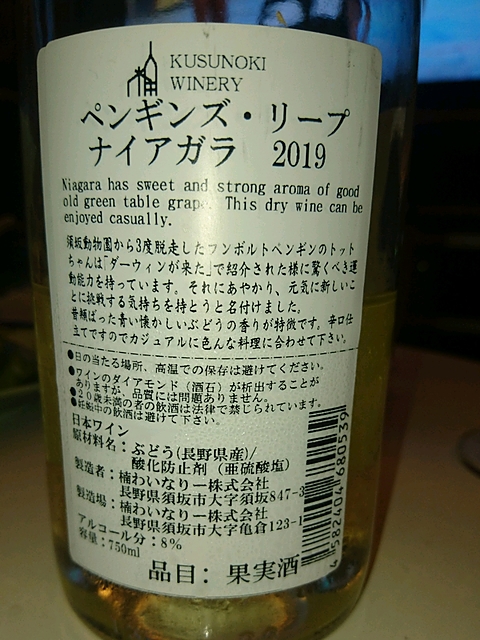 KUSUNOKI
WINERY
ペンギンズ・リープ
ナイアガラ 2019
Niagara has sweet and strong aroma of good
old green table grape. This dry wine can be
enjoyed casually.
須坂動物園から3度脱走したフンボルトペンギンのトット
ちゃんは「ダーウィンが来た」で紹介された様に驚くべき運
動能力を持っています。それにあやかり、元気に新しいこ
とに挑戦する気持ちを持とうと名付けました。
昔頬ばった青い懐かしいぶどうの香りが特徴です。辛口仕
立てですのでカジュアルに色んな料理に合わせて下さい。
●日の当たる場所、高温での保存は避けてください。
●ワインのダイアモンド（酒石）が析出することが
ありますが、品質には問題ありません。
●20歳未満の者の飲酒は法律で禁じられています。
●妊娠中の飲酒は避けて下さい。
日本ワイン
原材料名：ぶどう(長野県産)/
酸化防止剤（亜硫酸塩）
製造者：楠わいなりー株式会社
長野県須坂市大字須坂847-3
製造場：楠わいなりー株式会社
長野県須坂市大字亀倉123-1
アルコール分：8%
容量：750ml
品目：果実酒
4582494680539